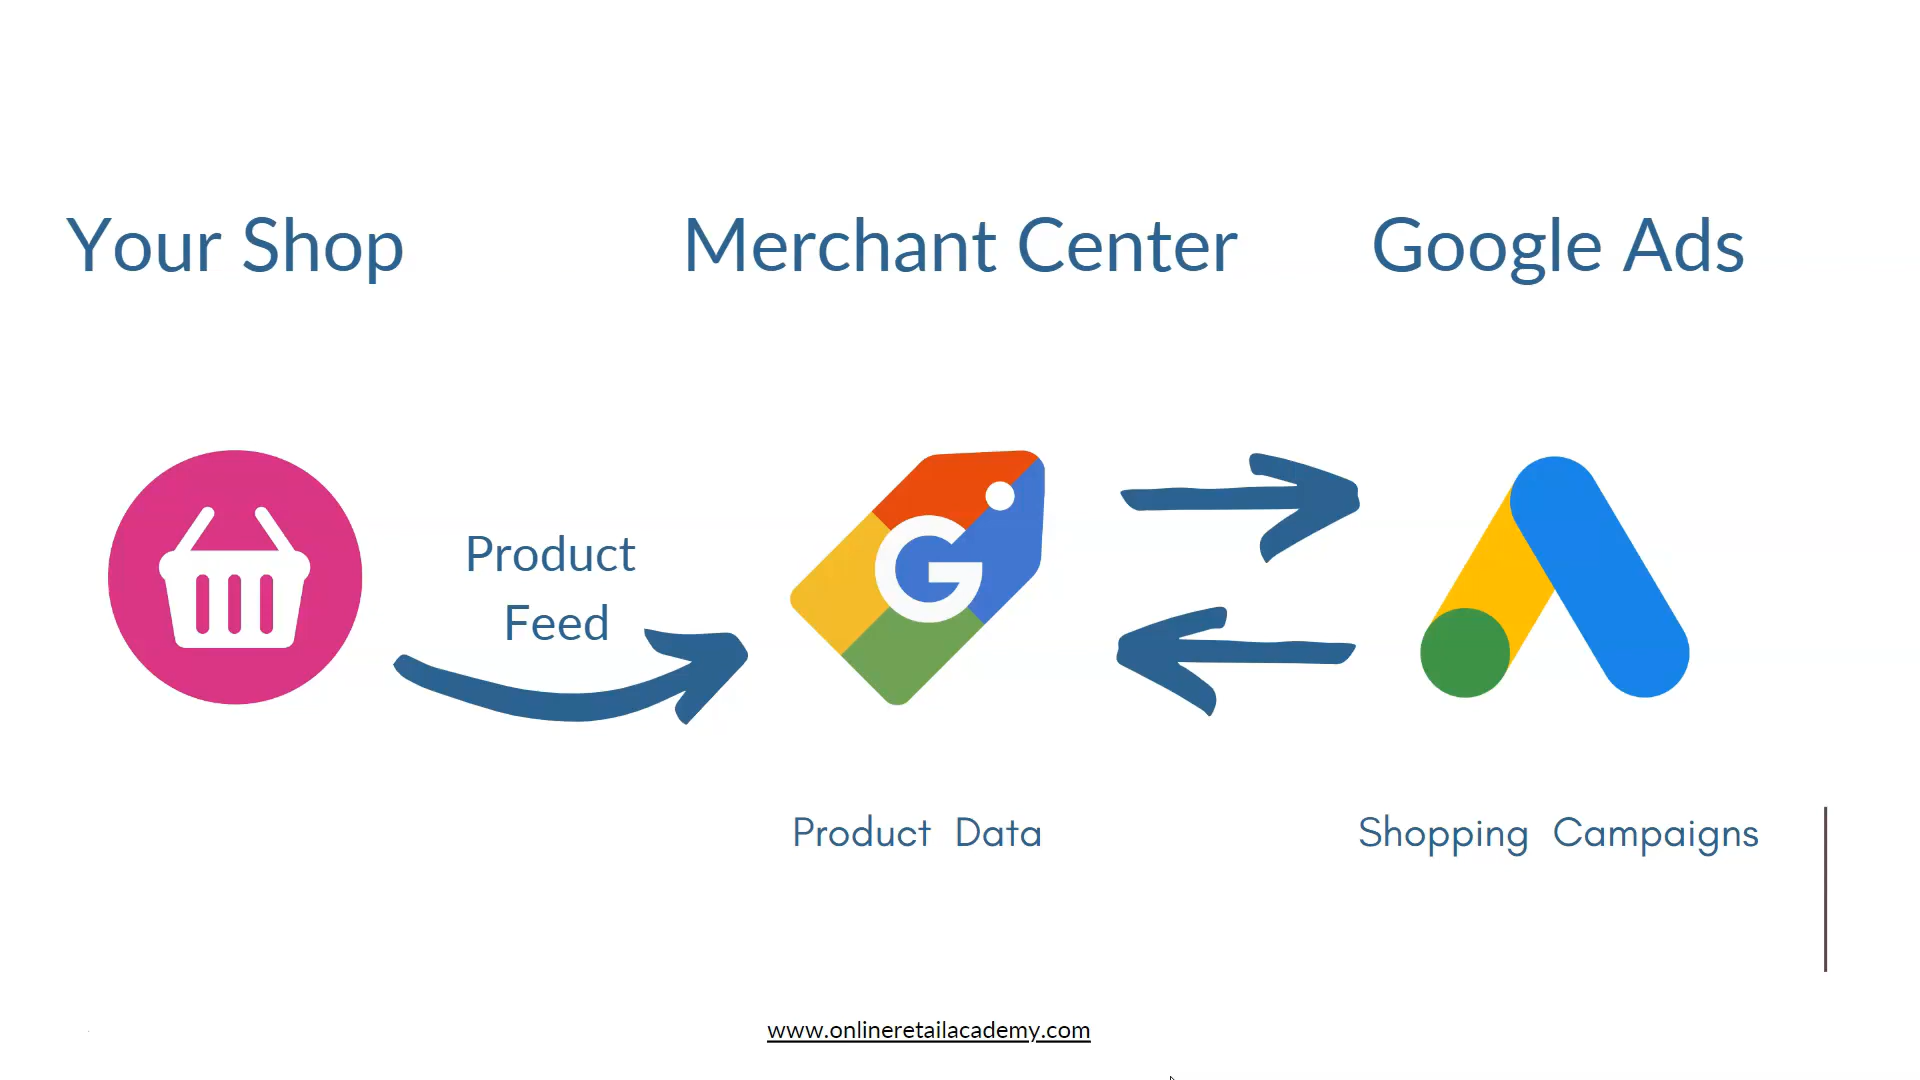 Your Shop
Merchant Center
Google Ads
Product
Feed
G
Product Data
Shopping Campaigns
www.onlineretailacademy.com